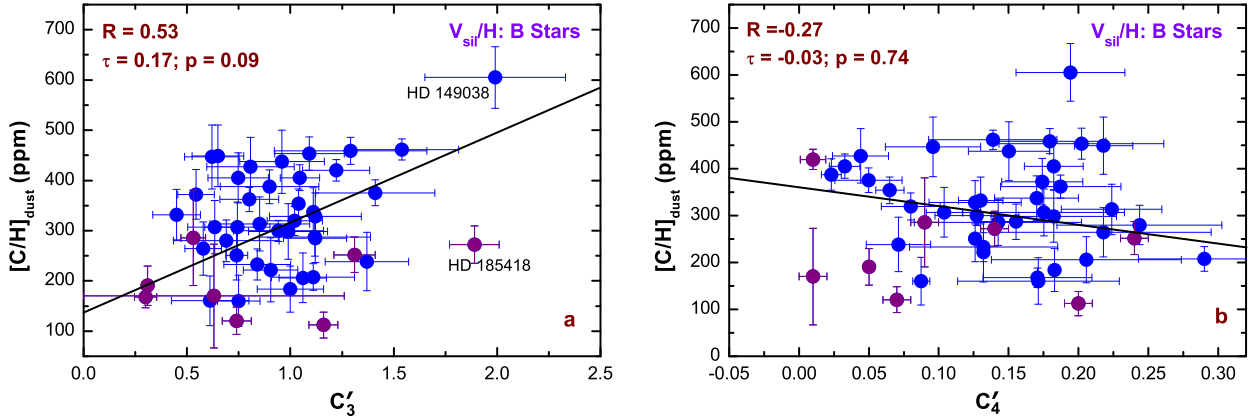 R = 0.53
τ = 0.17; p = 0.09
V_sil/H: B Stars
HD 149038
HD 185418
a
[C/H]_dust (ppm)
700
600
500
400
300
200
100
0.0 0.5 1.0 1.5 2.0 2.5
C′_3
R =-0.27
τ = -0.03; p = 0.74
V_sil/H: B Stars
b
[C/H]_dust (ppm)
700
600
500
400
300
200
100
0
-0.05 0.00 0.05 0.10 0.15 0.20 0.25 0.30
C′_4